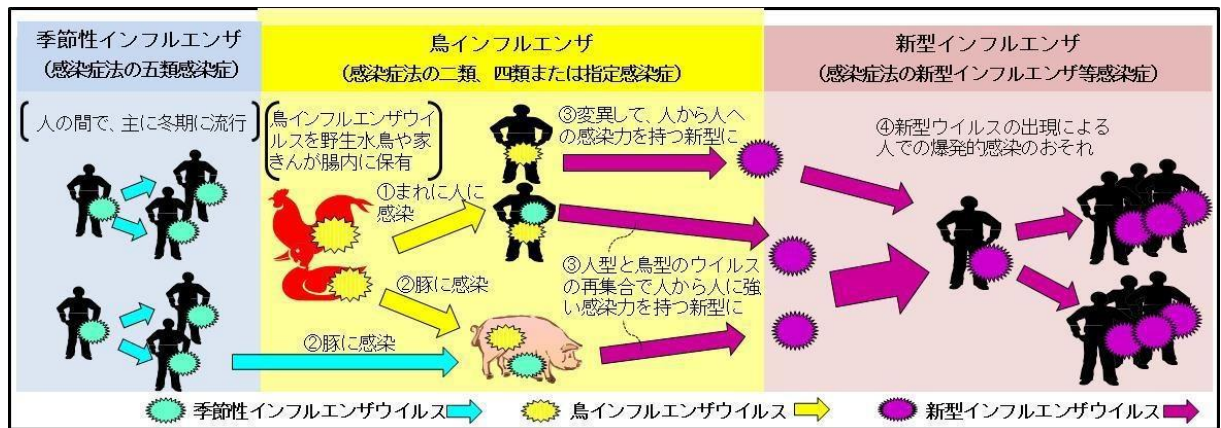 季節性インフルエンザ
(感染症法の五類感染症)
人の間で、主に冬期に流行
鳥インフルエンザ
(感染症法の二類、四類または指定感染症)
鳥インフルエンザウイ
ルスを野生水鳥や家
きんが腸内に保有
①まれに人に
感染
②豚に感染
②豚に感染
③変異して、人から人へ
の感染力を持つ新型に
③人型と鳥型のウイルス
の再集合で人から人に強
い感染力を持つ新型に
新型インフルエンザ
(感染症法の新型インフルエンザ等感染症)
④新型ウイルスの出現による
人での爆発的感染のおそれ
季節性インフルエンザウイルス
鳥インフルエンザウイルス
新型インフルエンザウイルス